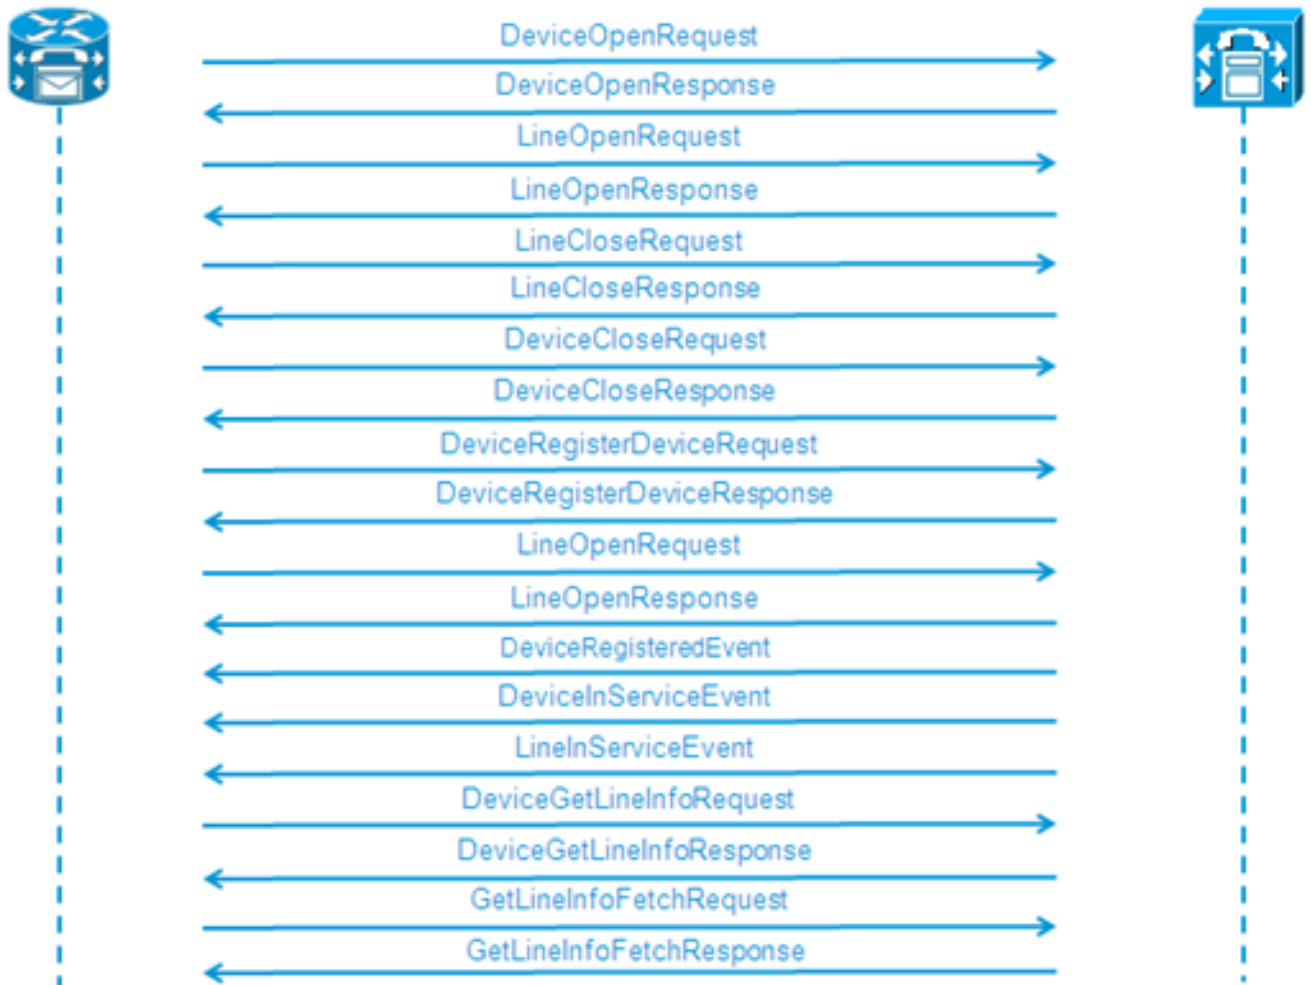 DeviceOpenRequest
DeviceOpenResponse
LineOpenRequest
LineOpenResponse
LineCloseRequest
LineCloseResponse
DeviceCloseRequest
DeviceCloseResponse
DeviceRegisterDeviceRequest
DeviceRegisterDeviceResponse
LineOpenRequest
LineOpenResponse
DeviceRegisteredEvent
DeviceInServiceEvent
LineInServiceEvent
DeviceGetLineInfoRequest
DeviceGetLineInfoResponse
GetLineInfoFetchRequest
GetLineInfoFetchResponse